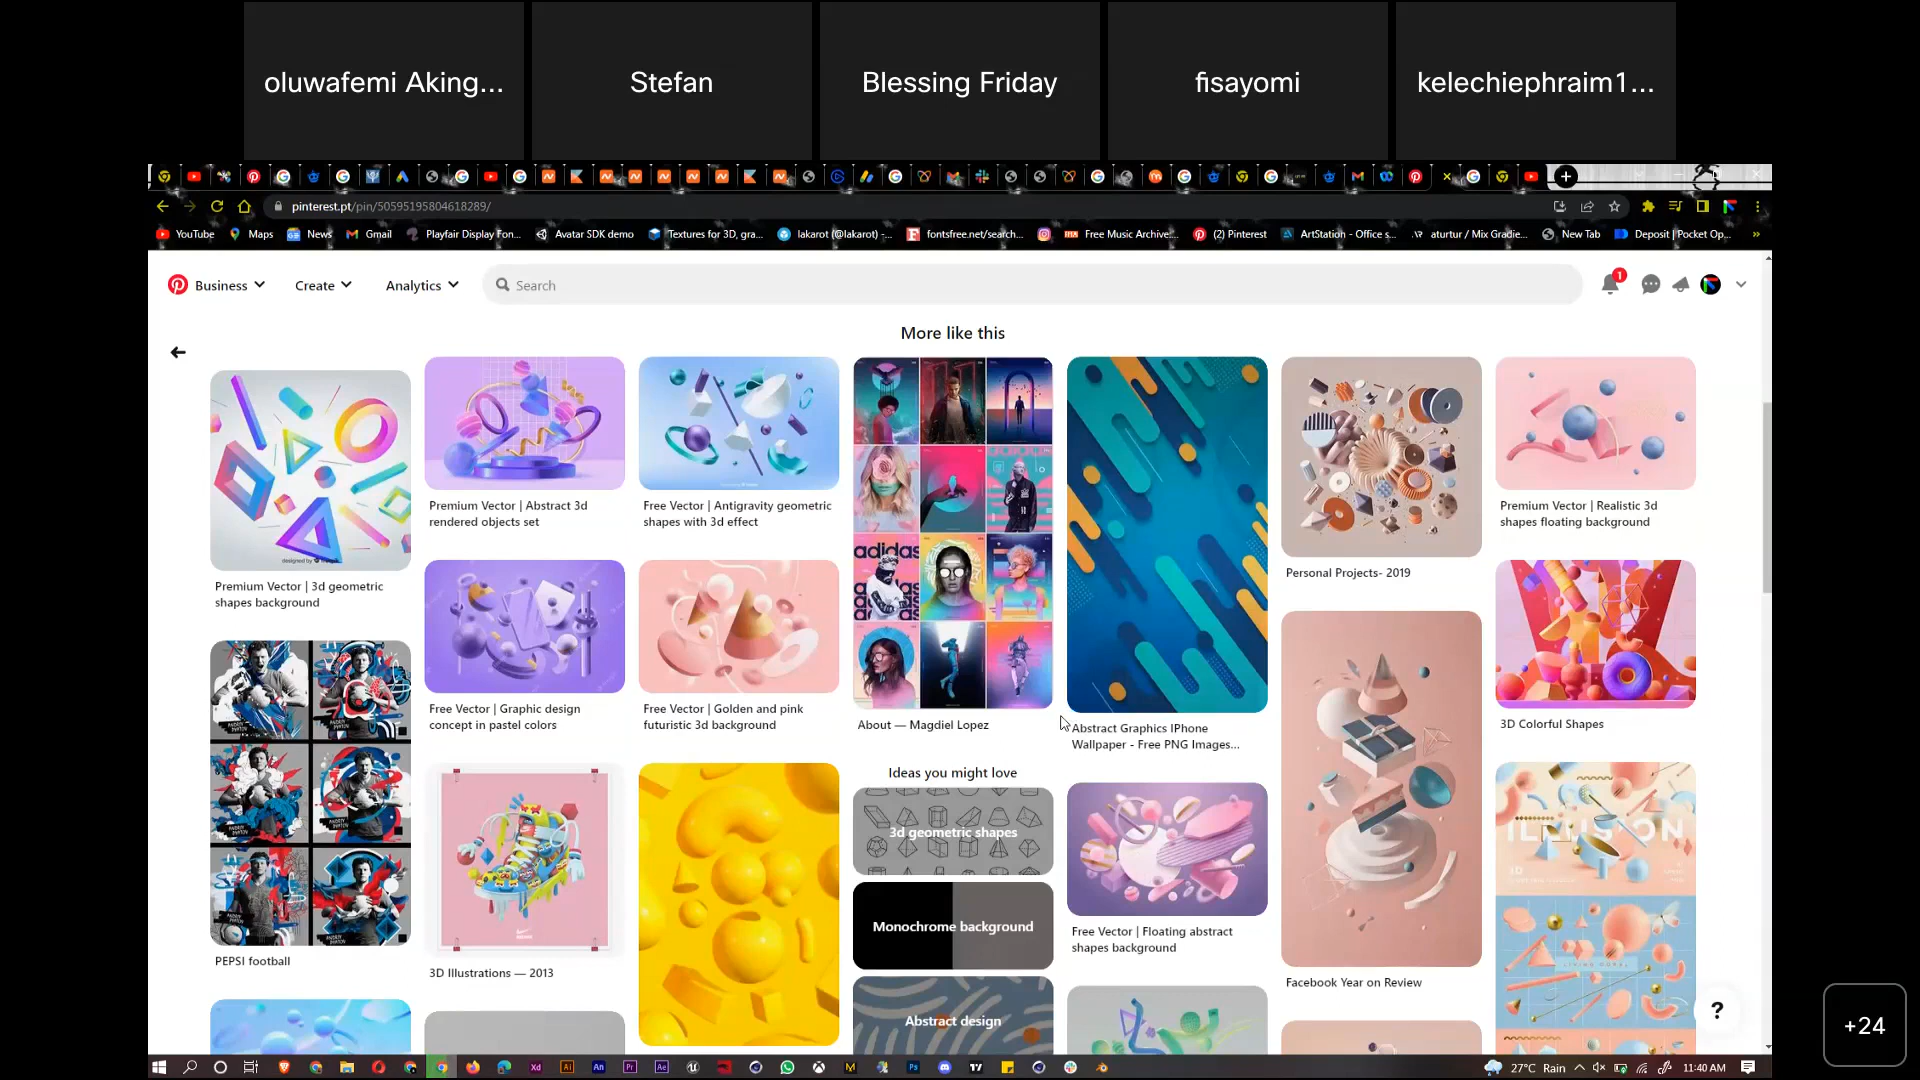 oluwafemi Aking...
Stefan
Blessing Friday
fisayomi
kelechiephraim1...
pinterest.pt/pin/50595195804618289/
YouTube
Maps
News
Gmail
Playfair Display Fon...
Avatar SDK demo
Textures for 3D, gra...
lakarot (@lakarot) -...
fontsfree.net/search...
Free Music Archive:...
(2) Pinterest
ArtStation - Office s...
aturtur / Mix Gradie...
New Tab
Deposit | Pocket Op...
»
Business
Create
Analytics
Search
1
More like this
Premium Vector | 3d geometric
shapes background
PEPSI football
Premium Vector | Abstract 3d
rendered objects set
Free Vector | Graphic design
concept in pastel colors
3D Illustrations — 2013
Free Vector | Antigravity geometric
shapes with 3d effect
Free Vector | Golden and pink
futuristic 3d background
adidas
About — Magdiel Lopez
Ideas you might love
3d geometric shapes
Monochrome background
Abstract design
Abstract Graphics IPhone
Wallpaper - Free PNG Images...
Free Vector | Floating abstract
shapes background
Personal Projects- 2019
Facebook Year on Review
Premium Vector | Realistic 3d
shapes floating background
3D Colorful Shapes
?
+24
27°C Rain
11:40 AM